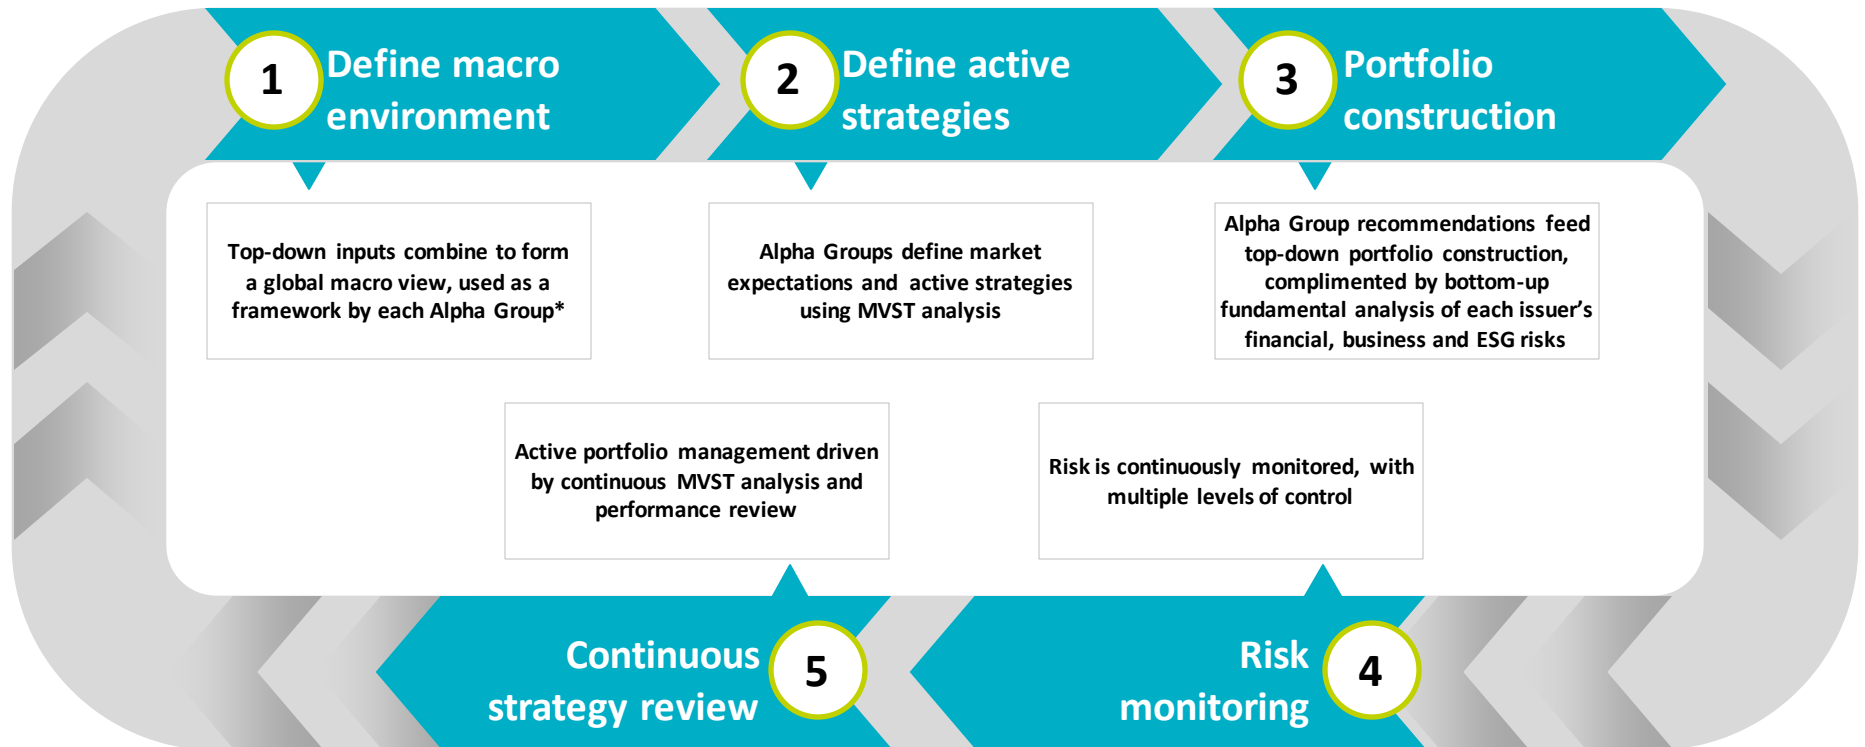 1
Define macro
environment
2
Define active
strategies
3
Portfolio
construction
Top-down inputs combine to form
a global macro view, used as a
framework by each Alpha Group*
Alpha Groups define market
expectations and active strategies
using MVST analysis
Alpha Group recommendations feed
top-down portfolio construction,
complimented by bottom-up
fundamental analysis of each issuer’s
financial, business and ESG risks
Risk is continuously monitored, with
multiple levels of control
Risk
monitoring
4
Active portfolio management driven
by continuous MVST analysis and
performance review
Continuous
strategy review
5